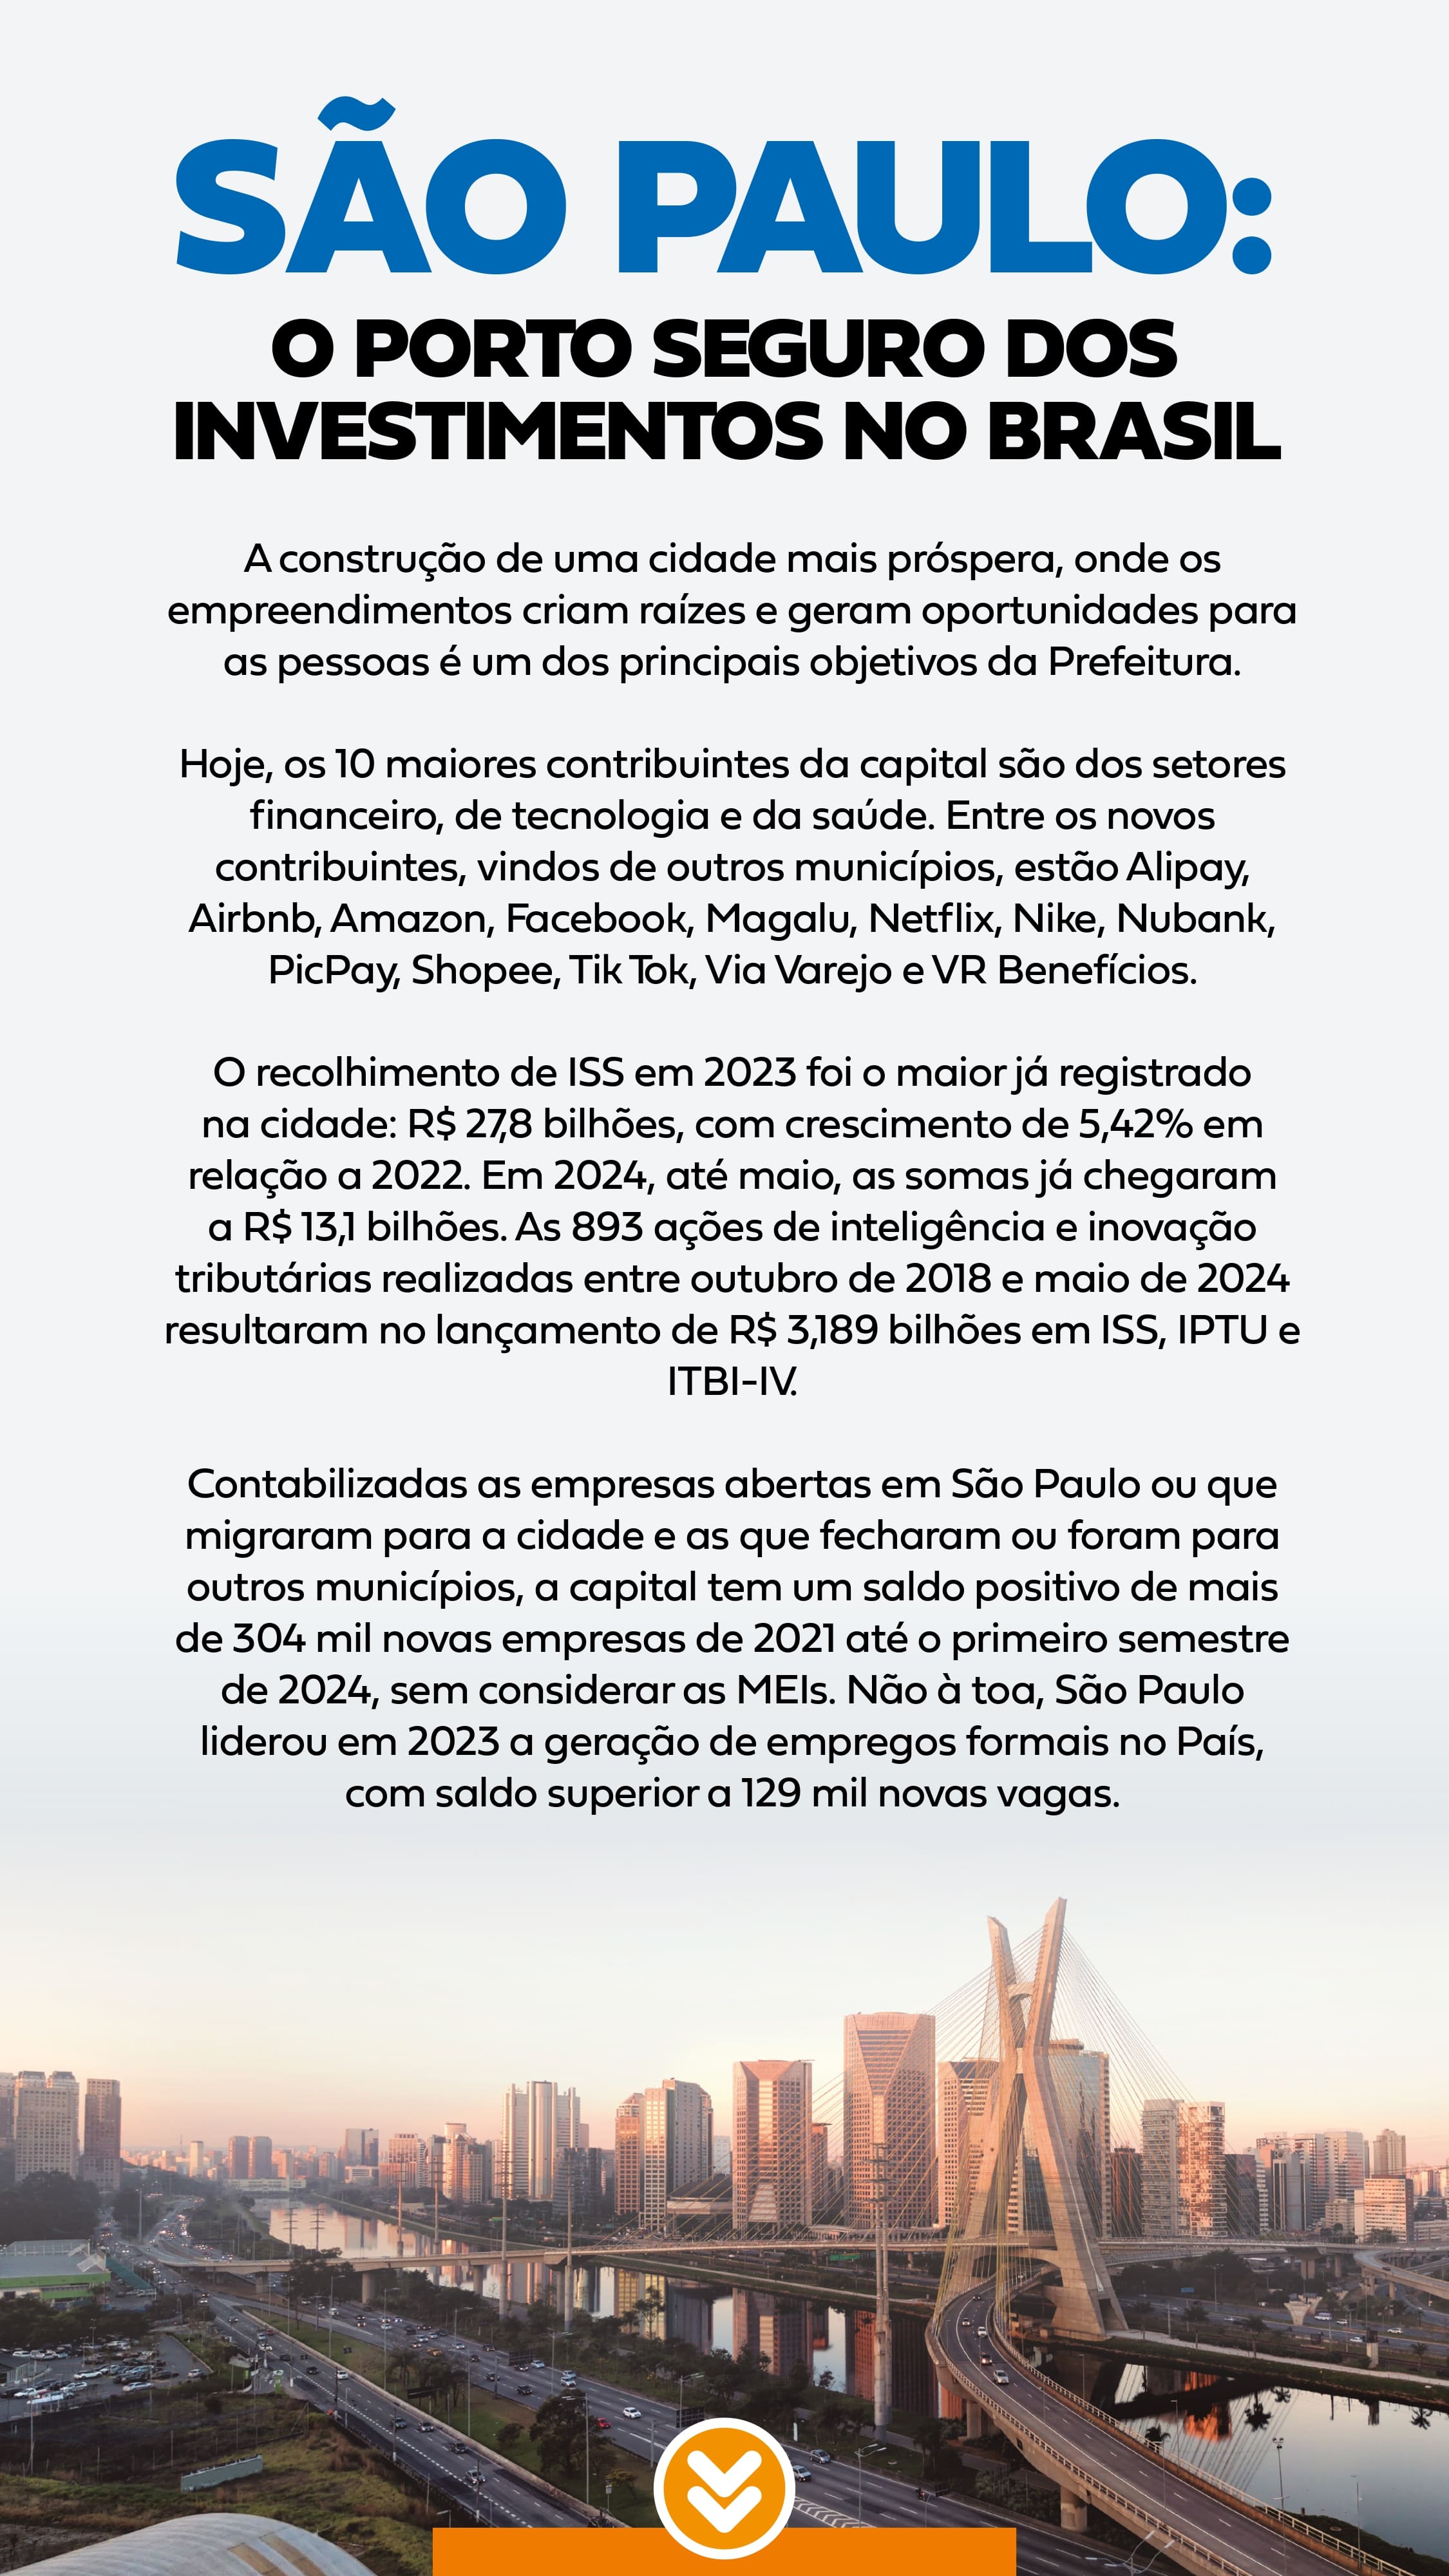 SÃO PAULO:
O PORTO SEGURO DOS
INVESTIMENTOS NO BRASIL
A construção de uma cidade mais próspera, onde os
empreendimentos criam raízes e geram oportunidades para
as pessoas é um dos principais objetivos da Prefeitura.
Hoje, os 10 maiores contribuintes da capital são dos setores
financeiro, de tecnologia e da saúde. Entre os novos
contribuintes, vindos de outros municípios, estão Alipay,
Airbnb, Amazon, Facebook, Magalu, Netflix, Nike, Nubank,
PicPay, Shopee, Tik Tok, Via Varejo e VR Benefícios.
O recolhimento de ISS em 2023 foi o maior já registrado
na cidade: R$ 27,8 bilhões, com crescimento de 5,42% em
relação a 2022. Em 2024, até maio, as somas já chegaram
a R$ 13,1 bilhões. As 893 ações de inteligência e inovação
tributárias realizadas entre outubro de 2018 e maio de 2024
resultaram no lançamento de R$ 3,189 bilhões em ISS, IPTU e
ITBI-IV.
Contabilizadas as empresas abertas em São Paulo ou que
migraram para a cidade e as que fecharam ou foram para
outros municípios, a capital tem um saldo positivo de mais
de 304 mil novas empresas de 2021 até o primeiro semestre
de 2024, sem considerar as MEIs. Não à toa, São Paulo
liderou em 2023 a geração de empregos formais no País,
com saldo superior a 129 mil novas vagas.